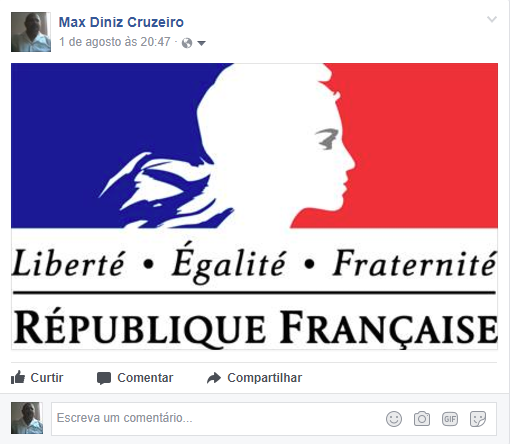 Max Diniz Cruzeiro
1 de agosto às 20:47 ·
Liberté • Égalité • Fraternité
RÉPUBLIQUE FRANÇAISE
Curtir Comentar Compartilhar
Escreva um comentário... GIF